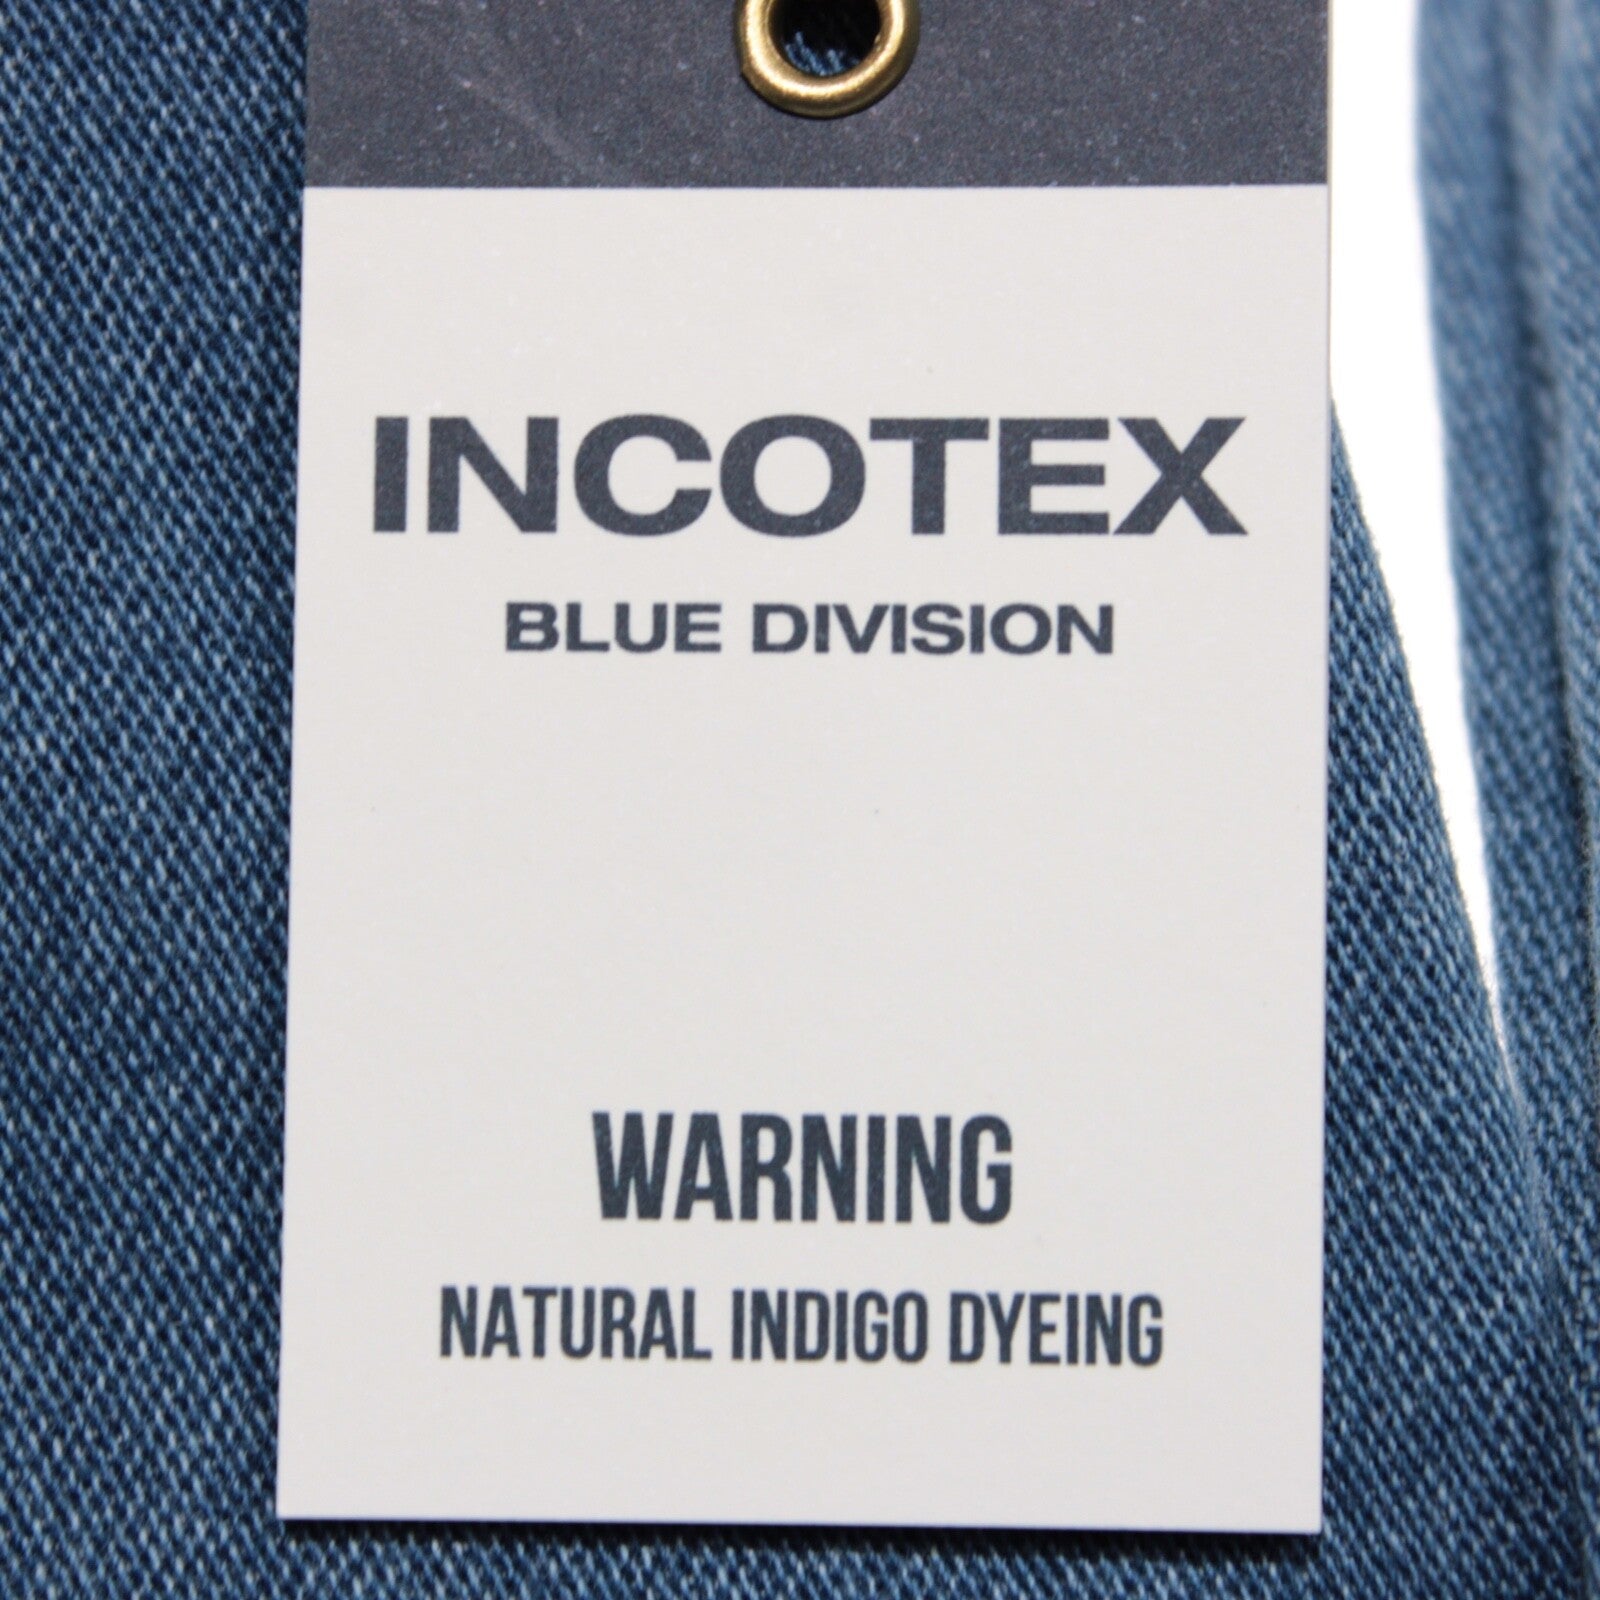 INCOTEX
BLUE DIVISION
WARNING
NATURAL INDIGO DYEING